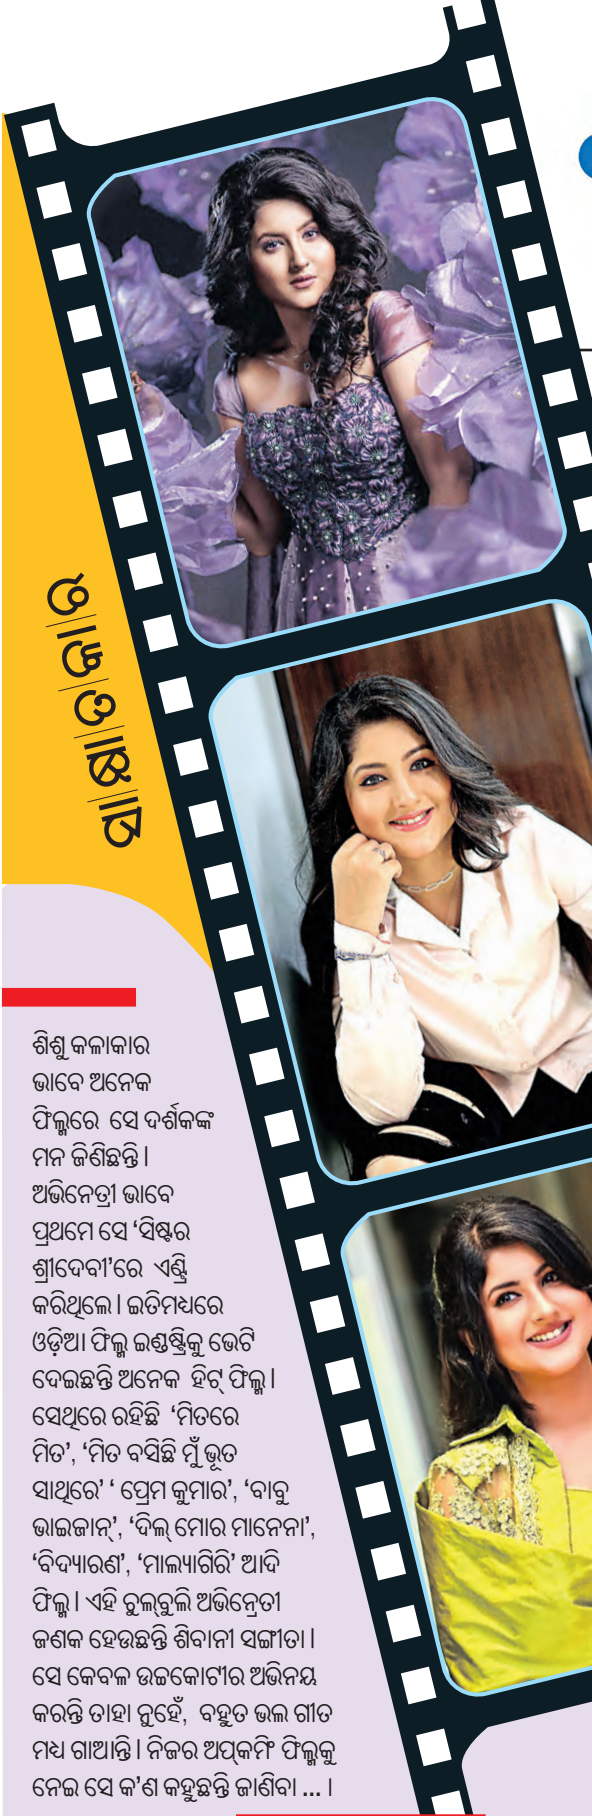 ସା|କ୍ଷା|ତ|କା|ର
ଶିଶୁ କଳାକାର
ଭାବେ ଅନେକ
ଫିଲ୍ମରେ ସେ ଦର୍ଶକଙ୍କ
ମନ ଜିଣିଛନ୍ତି ।
ଅଭିନେତ୍ରୀ ଭାବେ
ପ୍ରଥମେ ସେ ‘ସିଷ୍ଟର
ଶ୍ରୀଦେବୀ’ରେ ଏଣ୍ଟ୍ରି
କରିଥିଲେ । ଇତିମଧ୍ୟରେ
ଓଡ଼ିଆ ଫିଲ୍ମ ଇଣ୍ଡଷ୍ଟ୍ରିକୁ ଭେଟି
ଦେଇଛନ୍ତି ଅନେକ ହିଟ୍ ଫିଲ୍ମ ।
ସେଥିରେ ରହିଛି ‘ମିତରେ
ମିତ’, ‘ମିତ ବସିଛି ମୁଁ ଭୂତ
ସାଥିରେ’ ‘ ପ୍ରେମ କୁମାର’, ‘ବାବୁ
ଭାଇଜାନ୍’, ‘ଦିଲ୍ ମୋର ମାନେନା’,
‘ବିଦ୍ୟାରଣ’, ‘ମାଲ୍ୟାଗିରି’ ଆଦି
ଫିଲ୍ମ । ଏହି ଚୁଲ୍‌ବୁଲି ଅଭିନ୍ରେତୀ
ଜଣକ ହେଉଛନ୍ତି ଶିବାନୀ ସଙ୍ଗୀତା ।
ସେ କେବଳ ଉଚ୍ଚକୋଟୀର ଅଭିନୟ
କରନ୍ତି ତାହା ନୁହେଁ, ବହୁତ ଭଲ ଗୀତ
ମଧ୍ୟ ଗାଆନ୍ତି । ନିଜର ଅପ୍‌କମିଂ ଫିଲ୍ମକୁ
ନେଇ ସେ କ’ଣ କହୁଛନ୍ତି ଜାଣିବା ... ।